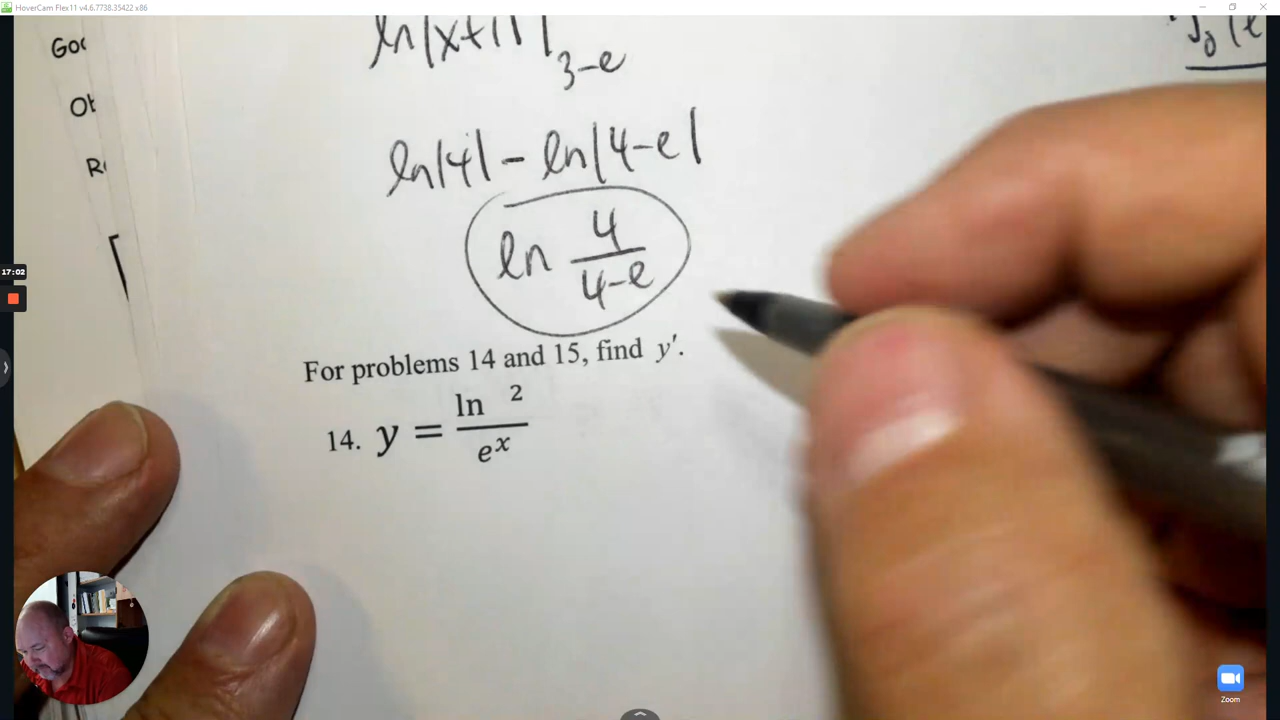 HoverCam Flex11 v4.6.7738.35422 x86
ln|x+1||
3-e
Ot
ln|4| - ln|4-e|
ln 4/(4-e)
17:02
For problems 14 and 15, find y'.
14. y = ln 2/e^x
Zoom